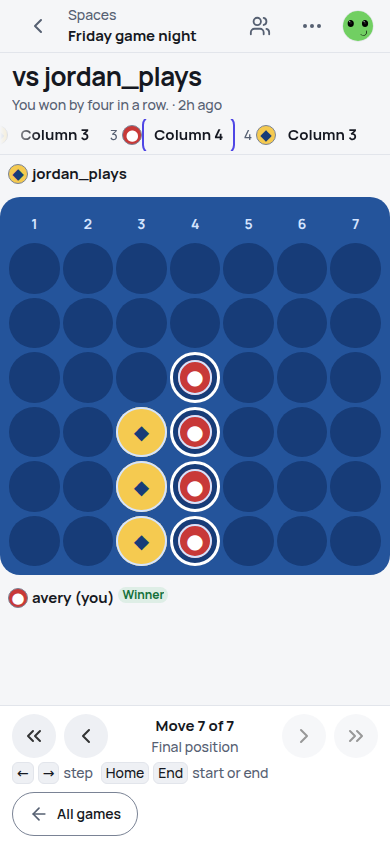 Spaces
Friday game night
vs jordan_plays
You won by four in a row. · 2h ago
Column 3 3 Column 4 4 Column 3
jordan_plays
1 2 3 4 5 6 7
avery (you) Winner
Move 7 of 7
Final position
← → step Home End start or end
All games